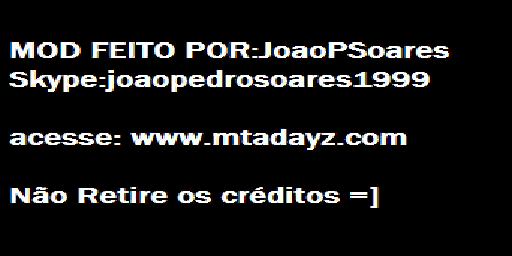 MOD FEITO POR:JoaoPSoares
Skype:joaopedrosoares1999
acesse: www.mtadayz.com
Não Retire os créditos =]